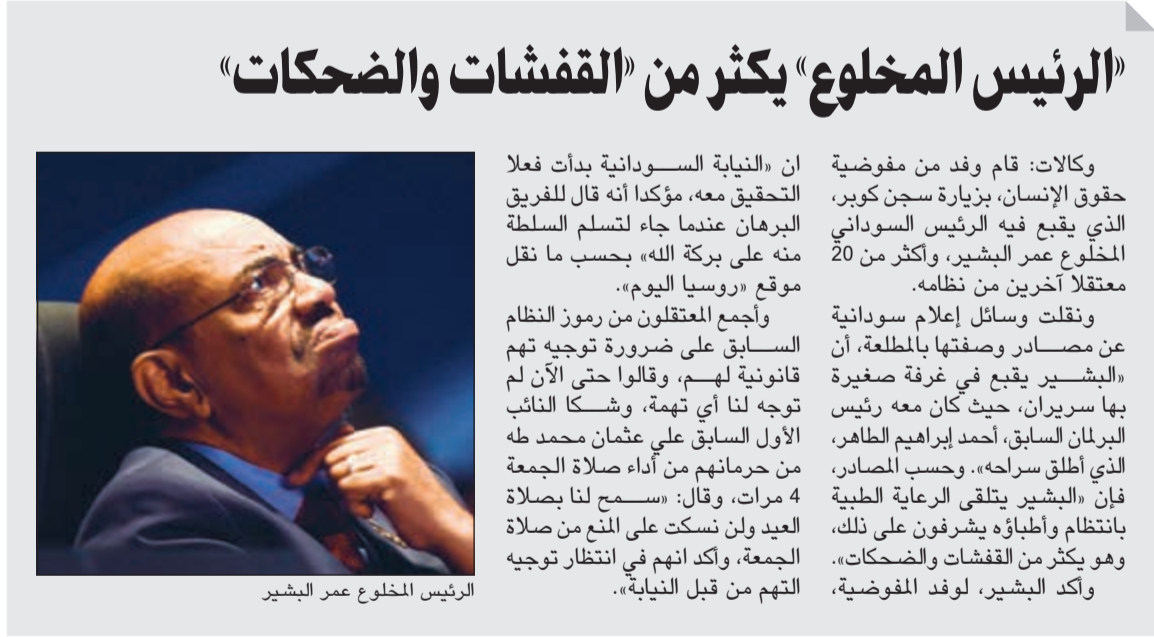 «الرئيس المخلوع» يكثر من «القفشات والضحكات»
وكالات: قام وفد من مفوضية
حقوق الإنسان، بزيارة سجن كوبر،
الذي يقبع فيه الرئيس السوداني
المخلوع عمر البشير، وأكثر من 20
معتقلا آخرين من نظامه.
ونقلت وسائل إعلام سودانية
عن مصادر وصفتها بالمطلعة، أن
«البشير يقبع في غرفة صغيرة
بها سريران، حيث كان معه رئيس
البرلمان السابق، أحمد إبراهيم الطاهر،
الذي أطلق سراحه». وحسب المصادر،
فإن «البشير يتلقى الرعاية الطبية
بانتظام وأطباؤه يشرفون على ذلك،
وهو يكثر من القفشات والضحكات».
وأكد البشير، لوفد المفوضية،
ان «النيابة السودانية بدأت فعلا
التحقيق معه، مؤكدا أنه قال للفريق
البرهان عندما جاء لتسلم السلطة
منه على بركة الله» بحسب ما نقل
موقع «روسيا اليوم».
وأجمع المعتقلون من رموز النظام
السابق على ضرورة توجيه تهم
قانونية لهم، وقالوا حتى الآن لم
توجه لنا أي تهمة، وشكا النائب
الأول السابق علي عثمان محمد طه
من حرمانهم من أداء صلاة الجمعة
4 مرات، وقال: «سمح لنا بصلاة
العيد ولن نسكت على المنع من صلاة
الجمعة، وأكد انهم في انتظار توجيه
التهم من قبل النيابة».
الرئيس المخلوع عمر البشير